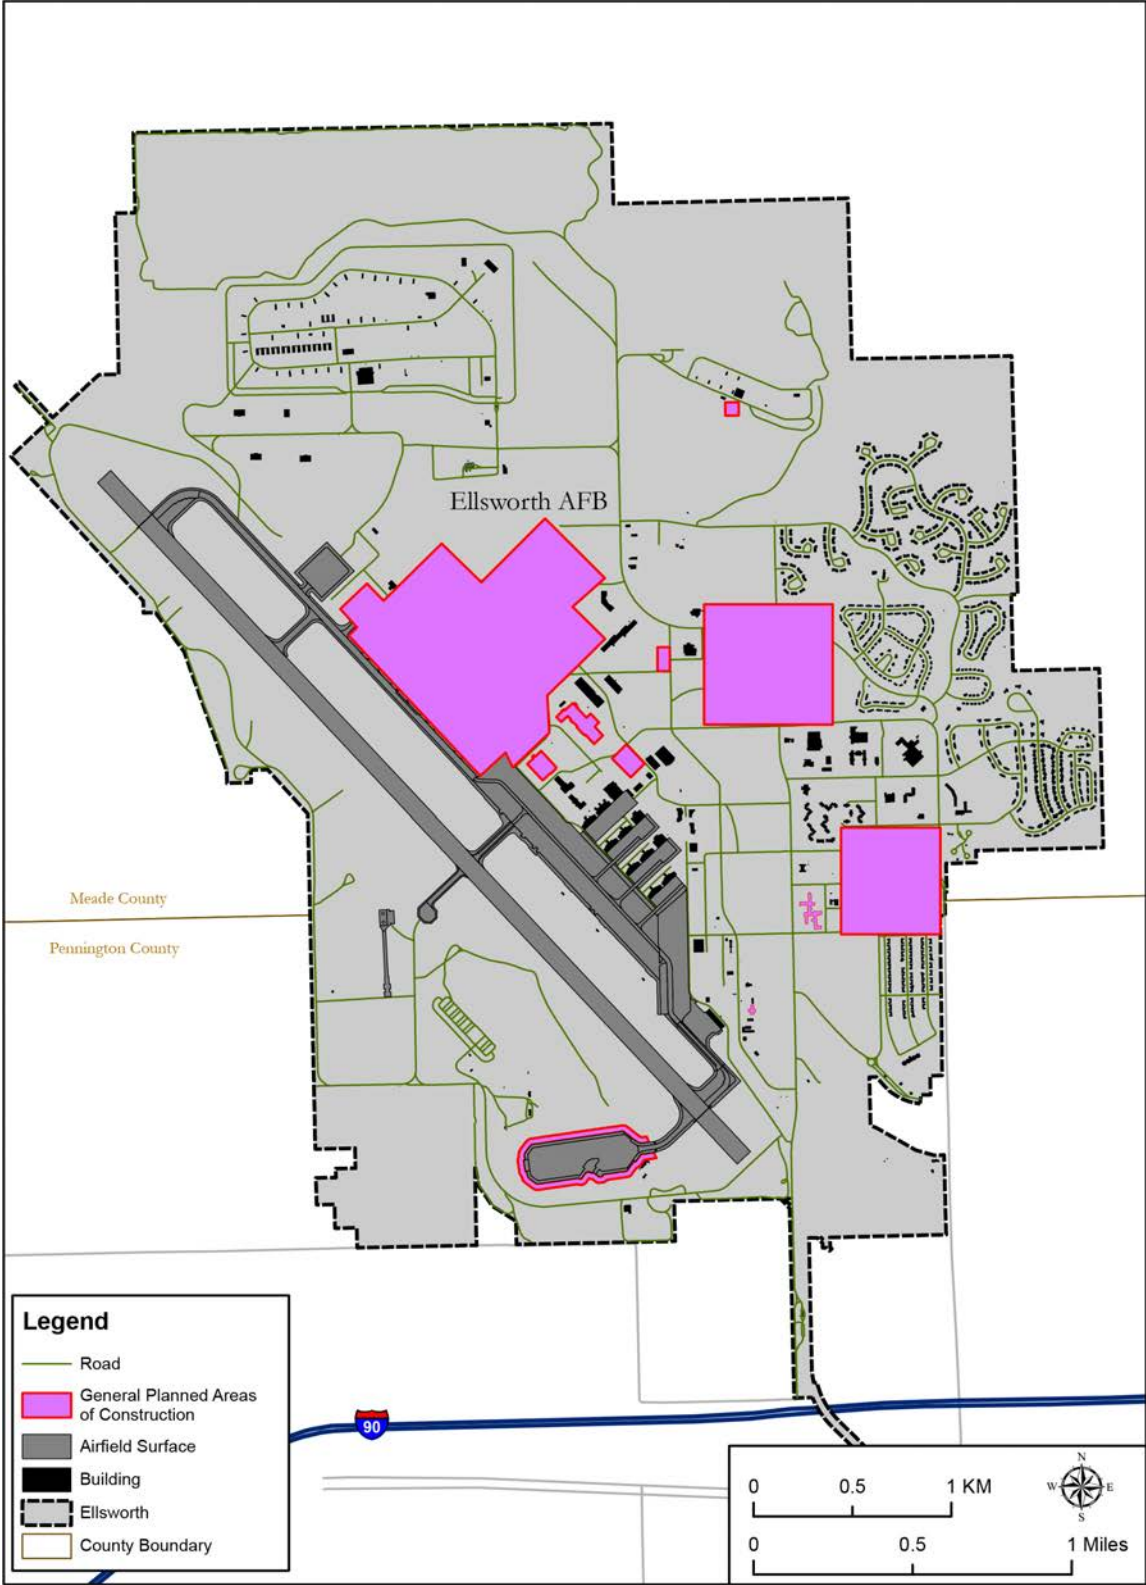 Ellsworth AFB
Meade County
Pennington County
Legend
Road
General Planned Areas
of Construction
Airfield Surface
Building
Ellsworth
County Boundary
90
0 0.5 1 KM
0 0.5 1 Miles
N
W E
S